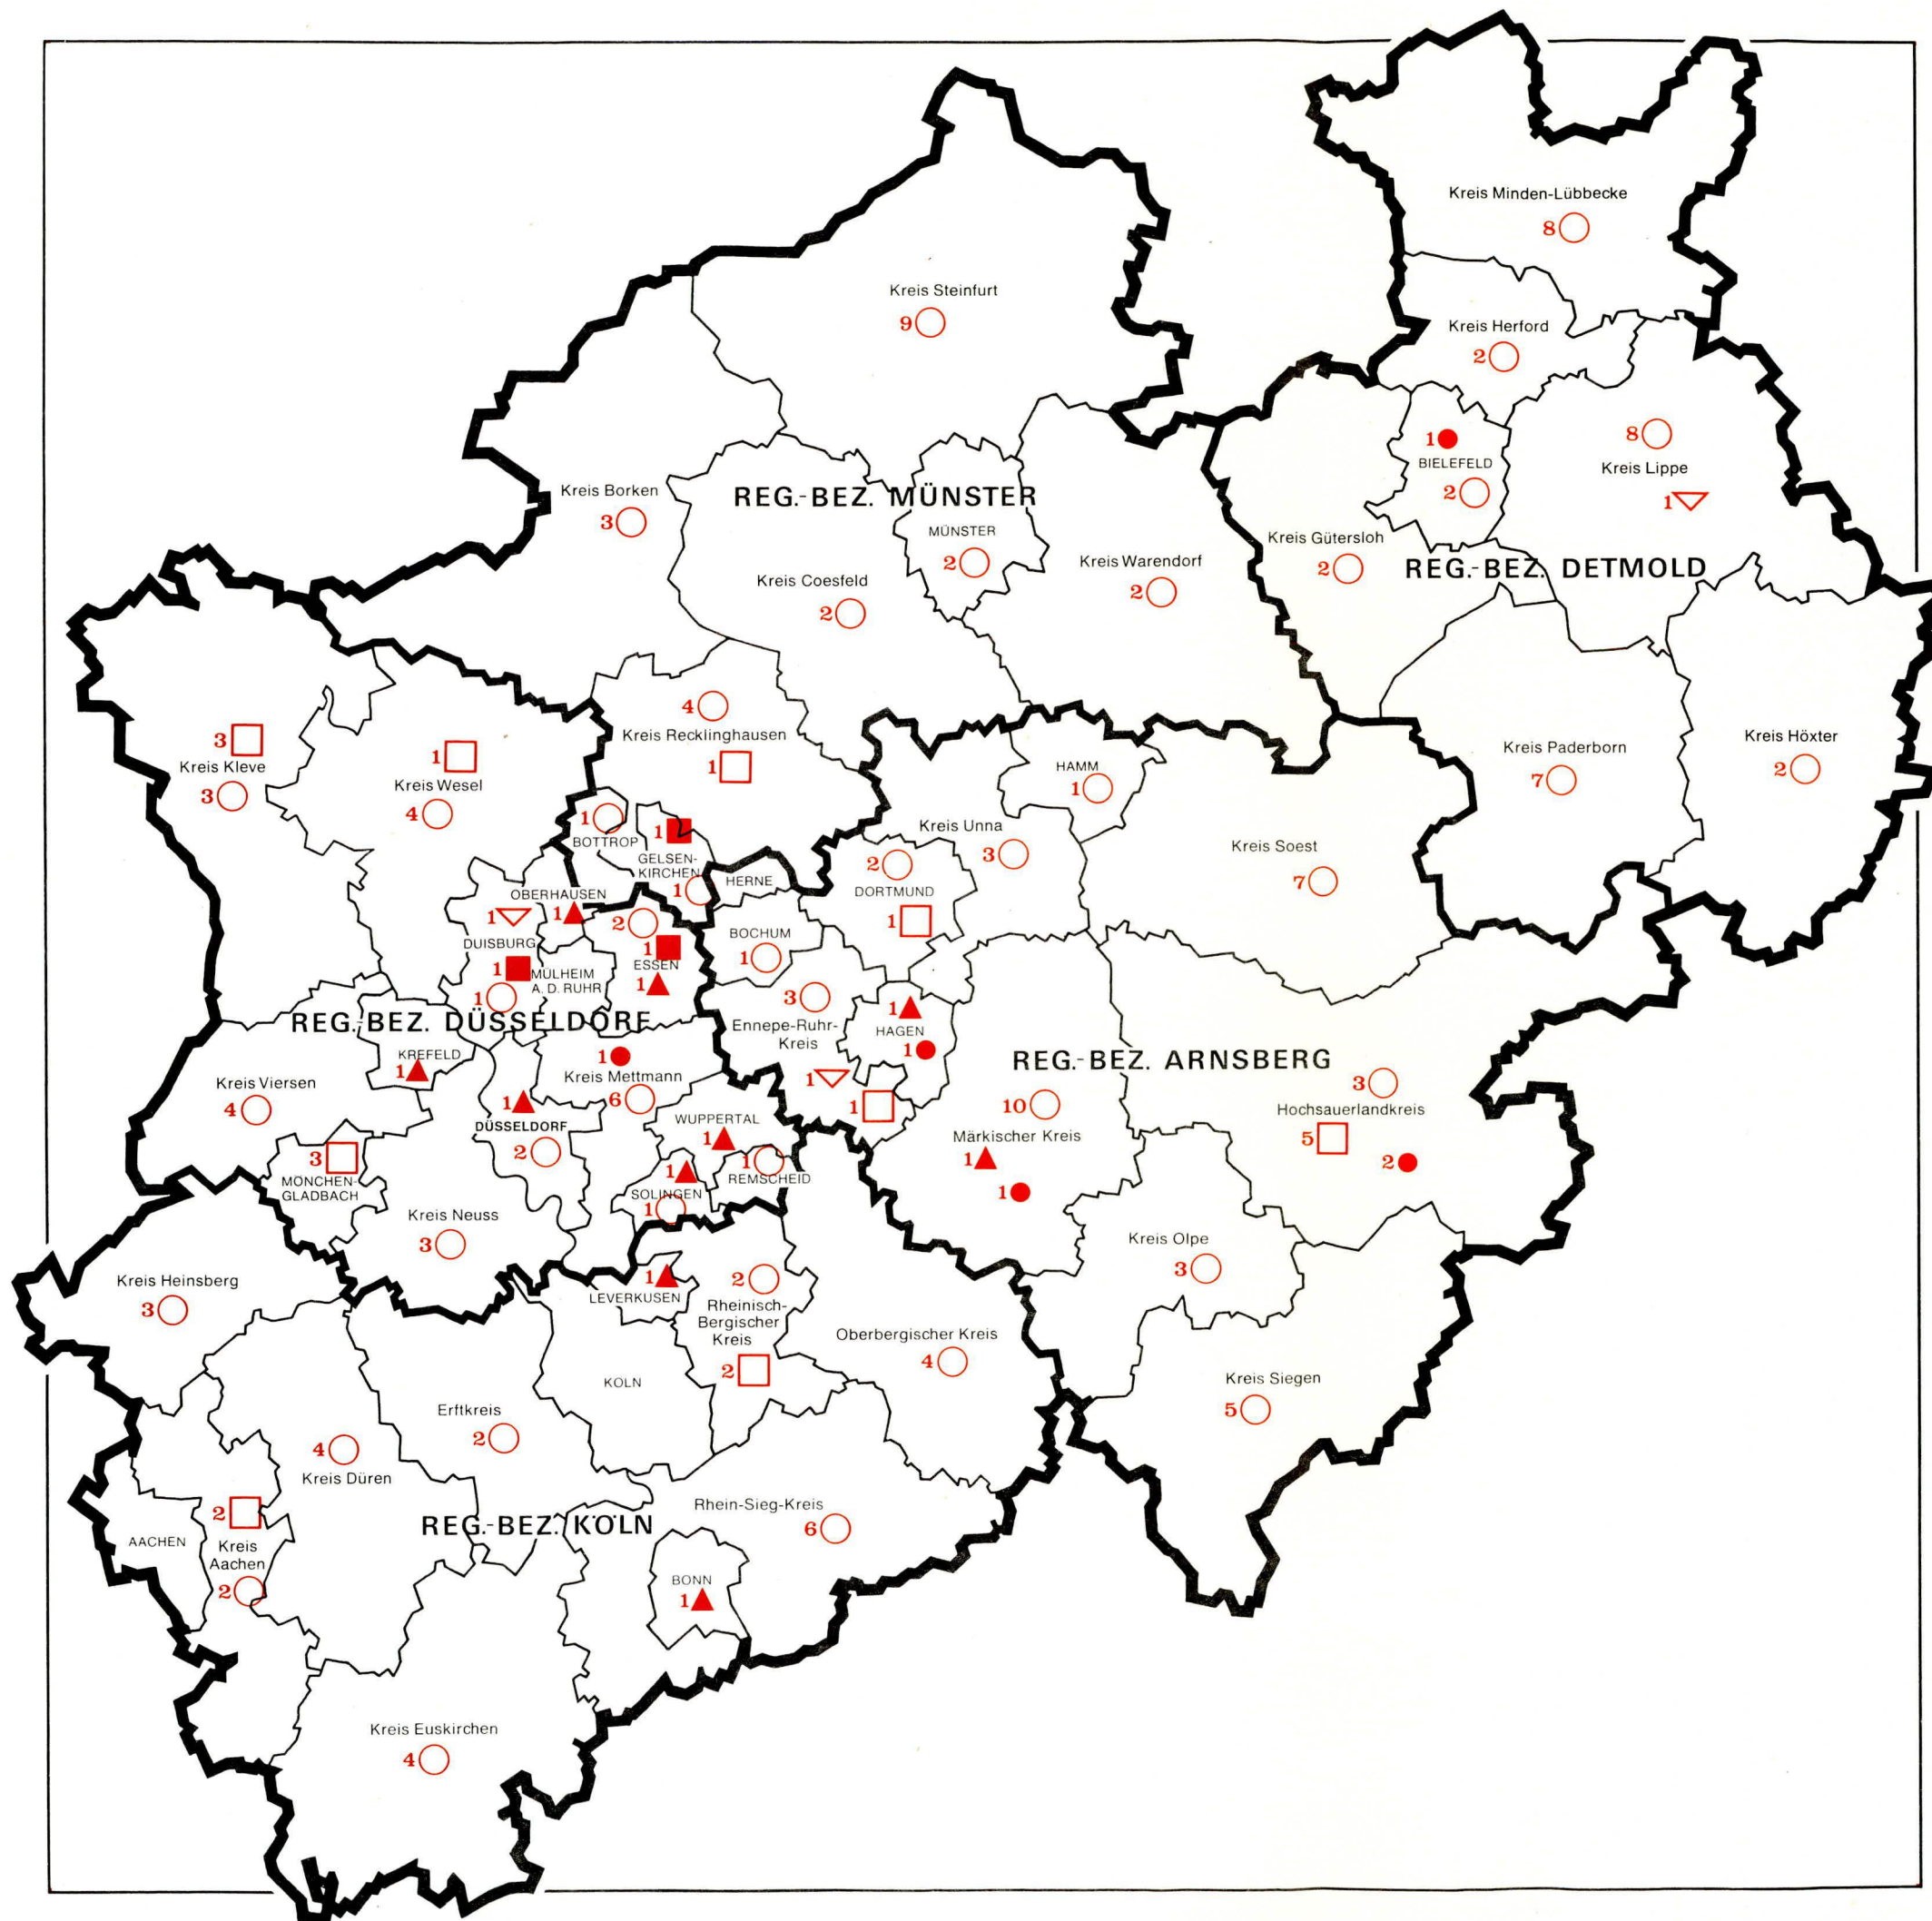 Kreis Minden-Lübbecke
8
Kreis Steinfurt
9
Kreis Herford
2
8
Kreis Lippe
1
1
BIELEFELD
2
Kreis Borken
3
REG.-BEZ. MÜNSTER
MÜNSTER
2
Kreis Coesfeld
2
Kreis Warendorf
2
Kreis Gütersloh
2
REG.-BEZ. DETMOLD
3
Kreis Kleve
3
1
Kreis Wesel
4
4
Kreis Recklinghausen
1
HAMM
1
Kreis Paderborn
7
Kreis Höxter
2
1
BOTTROP
1
GELSEN-
KIRCHEN
1
HERNE
Kreis Unna
3
2
DORTMUND
1
Kreis Soest
7
OBERHAUSEN
1
1
DUISBURG
1
1
MÜLHEIM
A. D. RUHR
2
1
ESSEN
1
BOCHUM
1
3
Ennepe-Ruhr-
Kreis
1
1
1
HAGEN
1
REG.-BEZ. DÜSSELDORF
KREFELD
1
Kreis Viersen
4
1
Kreis Mettmann
6
1
DÜSSELDORF
2
WUPPERTAL
1
1
SOLINGEN
1
1
REMSCHEID
3
MÖNCHEN-
GLADBACH
Kreis Neuss
3
REG.-BEZ. ARNSBERG
10
Märkischer Kreis
1
1
3
Hochsauerlandkreis
5
2
Kreis Olpe
3
Kreis Siegen
5
Kreis Heinsberg
3
1
LEVERKUSEN
2
Rheinisch-
Bergischer
Kreis
2
Oberbergischer Kreis
4
KÖLN
Erftkreis
2
4
Kreis Düren
AACHEN
2
Kreis
Aachen
2
REG.-BEZ. KÖLN
Rhein-Sieg-Kreis
6
BONN
1
Kreis Euskirchen
4